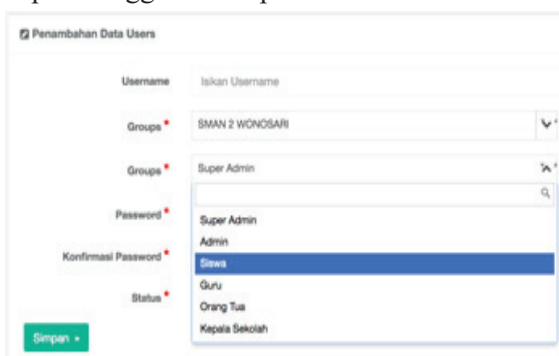 Penambahan Data Users
Username Isikan Username
Groups * SMAN 2 WONOSARI
Groups * Super Admin
Password *
Super Admin
Admin
Konfirmasi Password *
Siswa
Guru
Status *
Orang Tua
Kepala Sekolah
Simpan